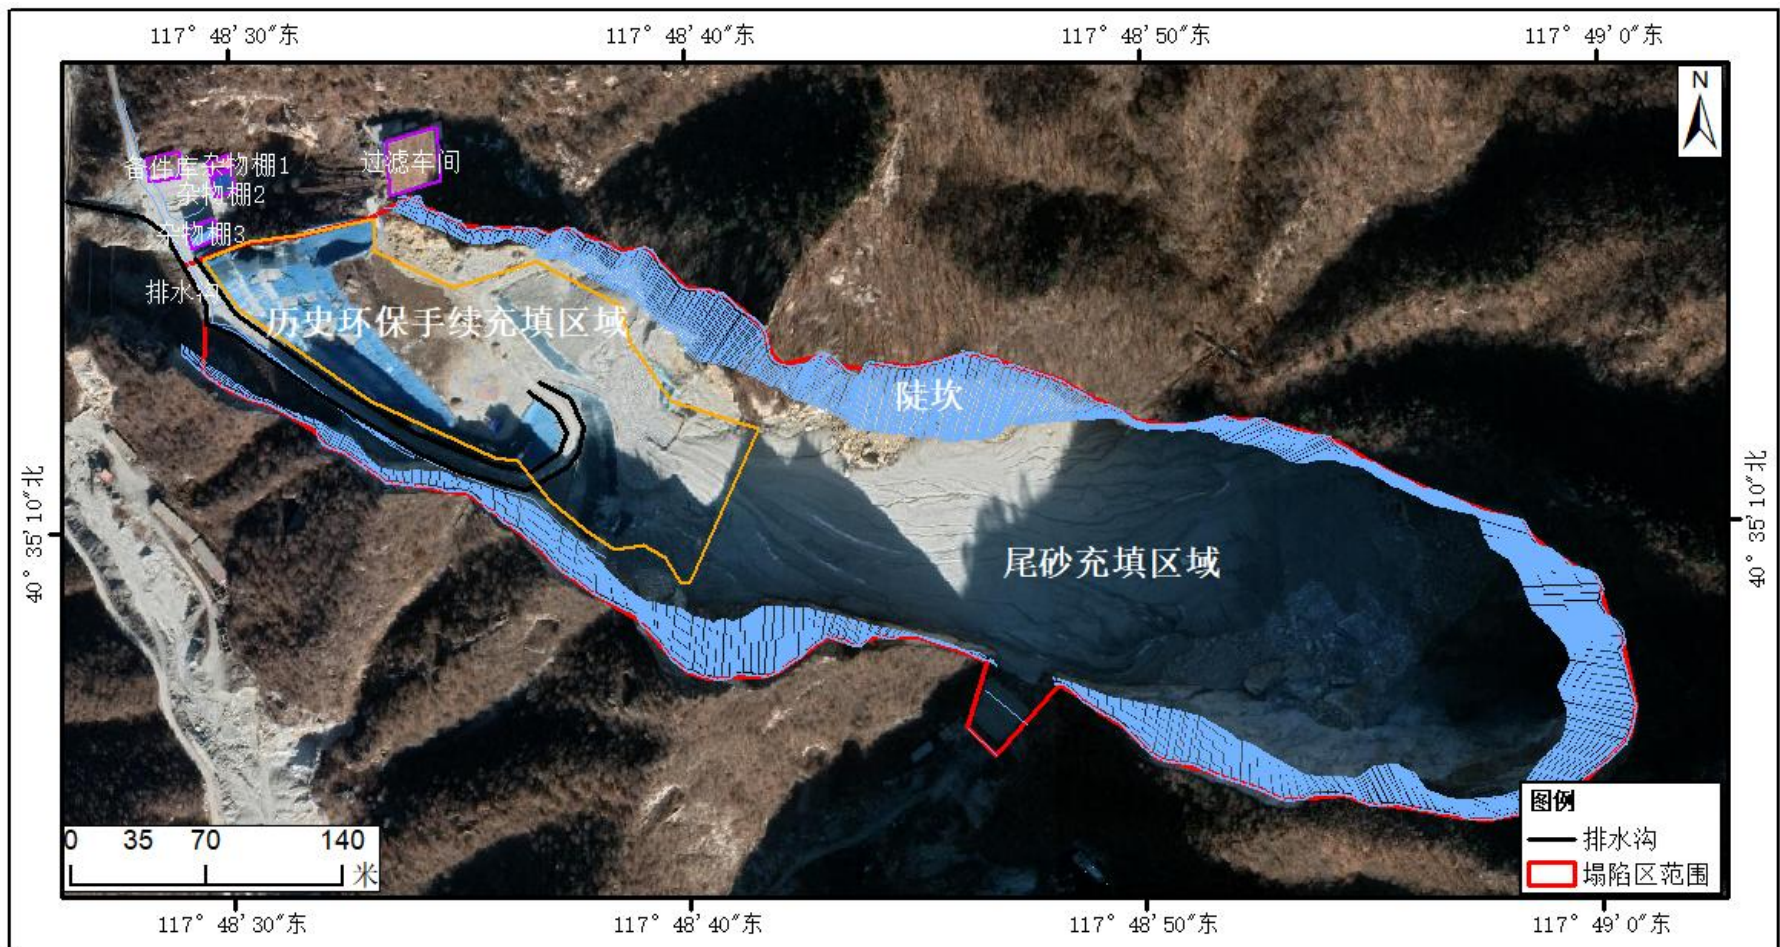 117° 48′30″东
117° 48′40″东
117° 48′50″东
117° 49′0″东
N
备件库
杂物棚1
过滤车间
杂物棚2
杂物棚3
排水沟
历史环保手续充填区域
陡坎
40° 35′10″北
40° 35′10″北
尾砂充填区域
图例
排水沟
塌陷区范围
0 35 70 140
米
117° 48′30″东
117° 48′40″东
117° 48′50″东
117° 49′0″东